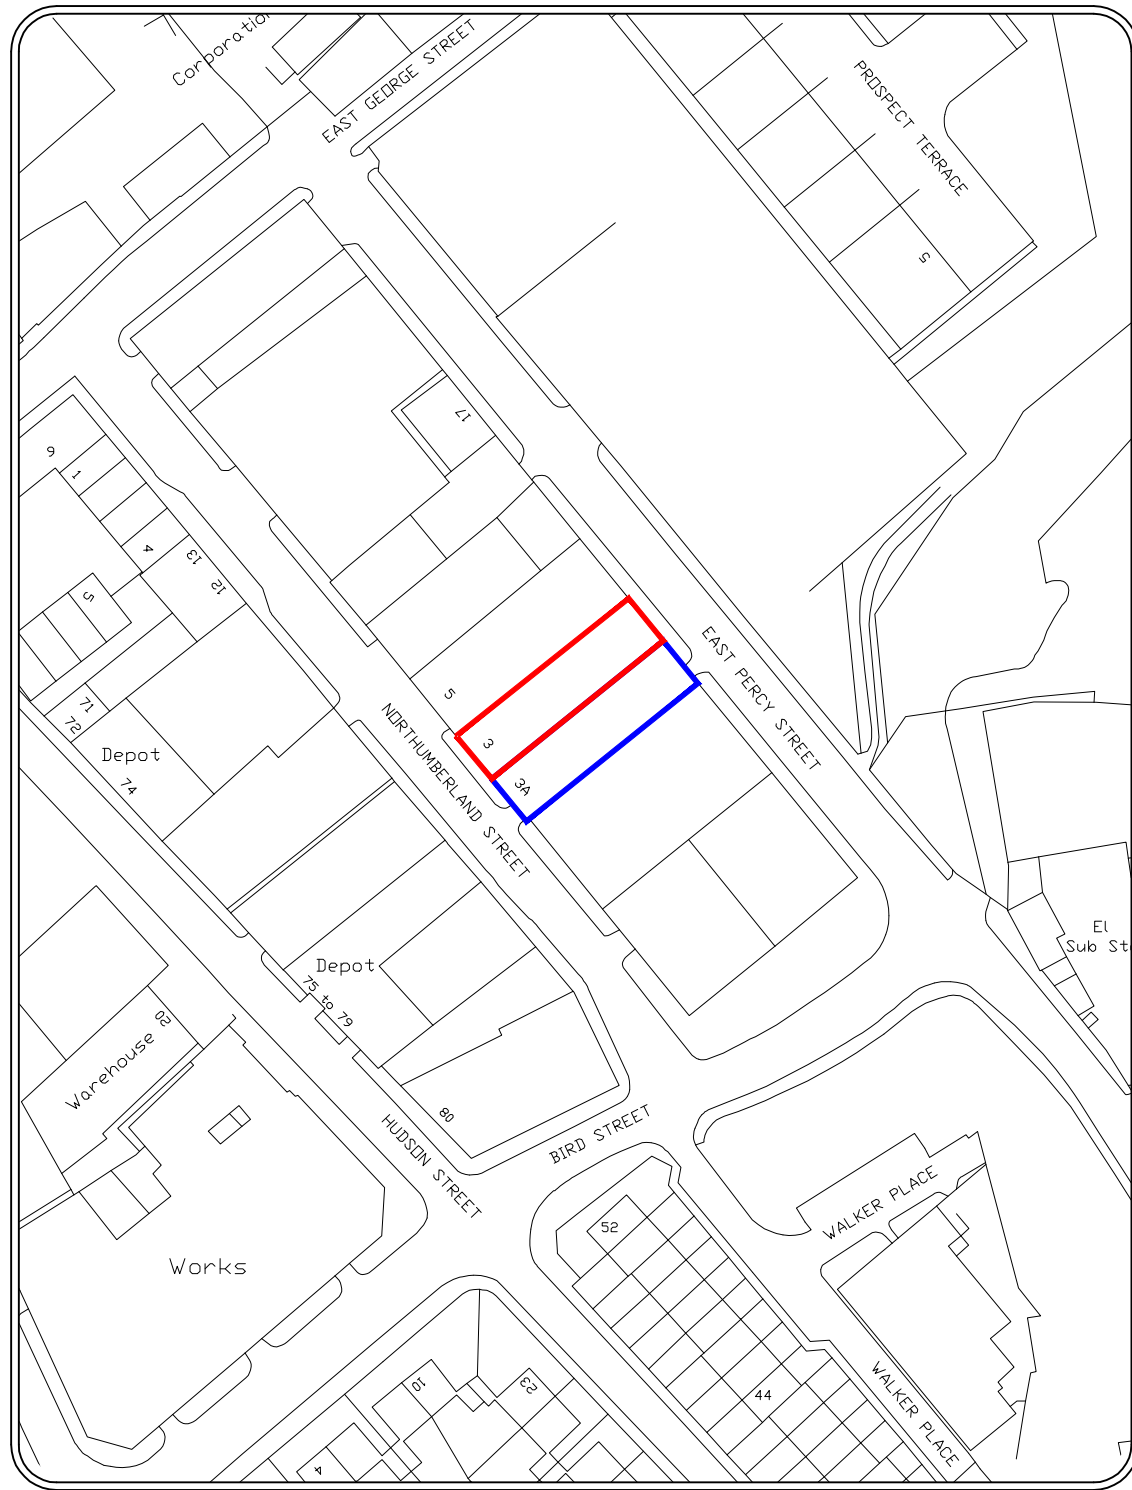 Corporation
EAST GEORGE STREET
PROSPECT TERRACE
5
17
9
1
4
13
12
5
71
72
Depot
74
5
3
3A
NORTHUMBERLAND STREET
EAST PERCY STREET
El
Sub St
Depot
75 to 79
20
Warehouse
80
HUDSON STREET
BIRD STREET
WALKER PLACE
52
Works
10
23
4
44
WALKER PLACE